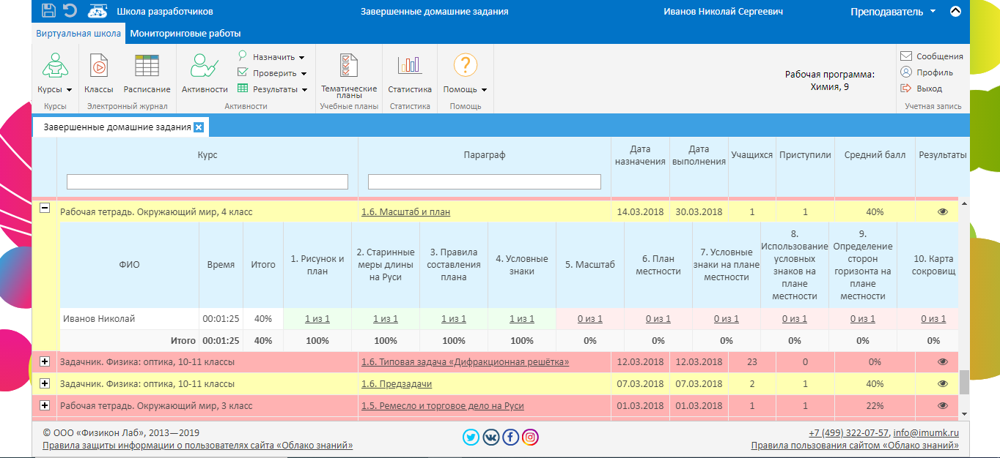 Школа разработчиков
Завершенные домашние задания
Иванов Николай Сергеевич
Преподаватель
Виртуальная школа
Мониторинговые работы
Курсы
Классы
Расписание
Активности
Назначить
Проверить
Результаты
Тематические
планы
Статистика
Помощь
Рабочая программа:
Химия, 9
Сообщения
Профиль
Выход
Курсы
Электронный журнал
Активности
Учебные планы
Статистика
Помощь
Учетная запись
Завершенные домашние задания
Курс
Параграф
Дата
назначения
Дата
выполнения
Учащихся
Приступили
Средний балл
Результаты
Рабочая тетрадь. Окружающий мир, 4 класс 1.6. Масштаб и план 14.03.2018 30.03.2018 1 1 40%
ФИО
Время
Итого
1. Рисунок и
план
2. Старинные
меры длины
на Руси
3. Правила
составления
плана
4. Условные
знаки
5. Масштаб
6. План
местности
7. Условные
знаки на плане
местности
8.
Использование
условных
знаков на
плане
местности
9.
Определение
сторон
горизонта на
плане
местности
10. Карта
сокровищ
Иванов Николай 00:01:25 40% 1 из 1 1 из 1 1 из 1 1 из 1 0 из 1 0 из 1 0 из 1 0 из 1 0 из 1 0 из 1
Итого 00:01:25 40% 100% 100% 100% 100% 0% 0% 0% 0% 0% 0%
Задачник. Физика: оптика, 10-11 классы 1.6. Типовая задача «Дифракционная решётка» 12.03.2018 12.03.2018 23 0 0%
Задачник. Физика: оптика, 10-11 классы 1.6. Предзадачи 07.03.2018 07.03.2018 2 1 40%
Рабочая тетрадь. Окружающий мир, 3 класс 1.5. Ремесло и торговое дело на Руси 01.03.2018 01.03.2018 1 1 22%
© ООО «Физикон Лаб», 2013—2019
Правила защиты информации о пользователях сайта «Облако знаний»
+7 (499) 322-07-57, info@imumk.ru
Правила пользования сайтом «Облако знаний»